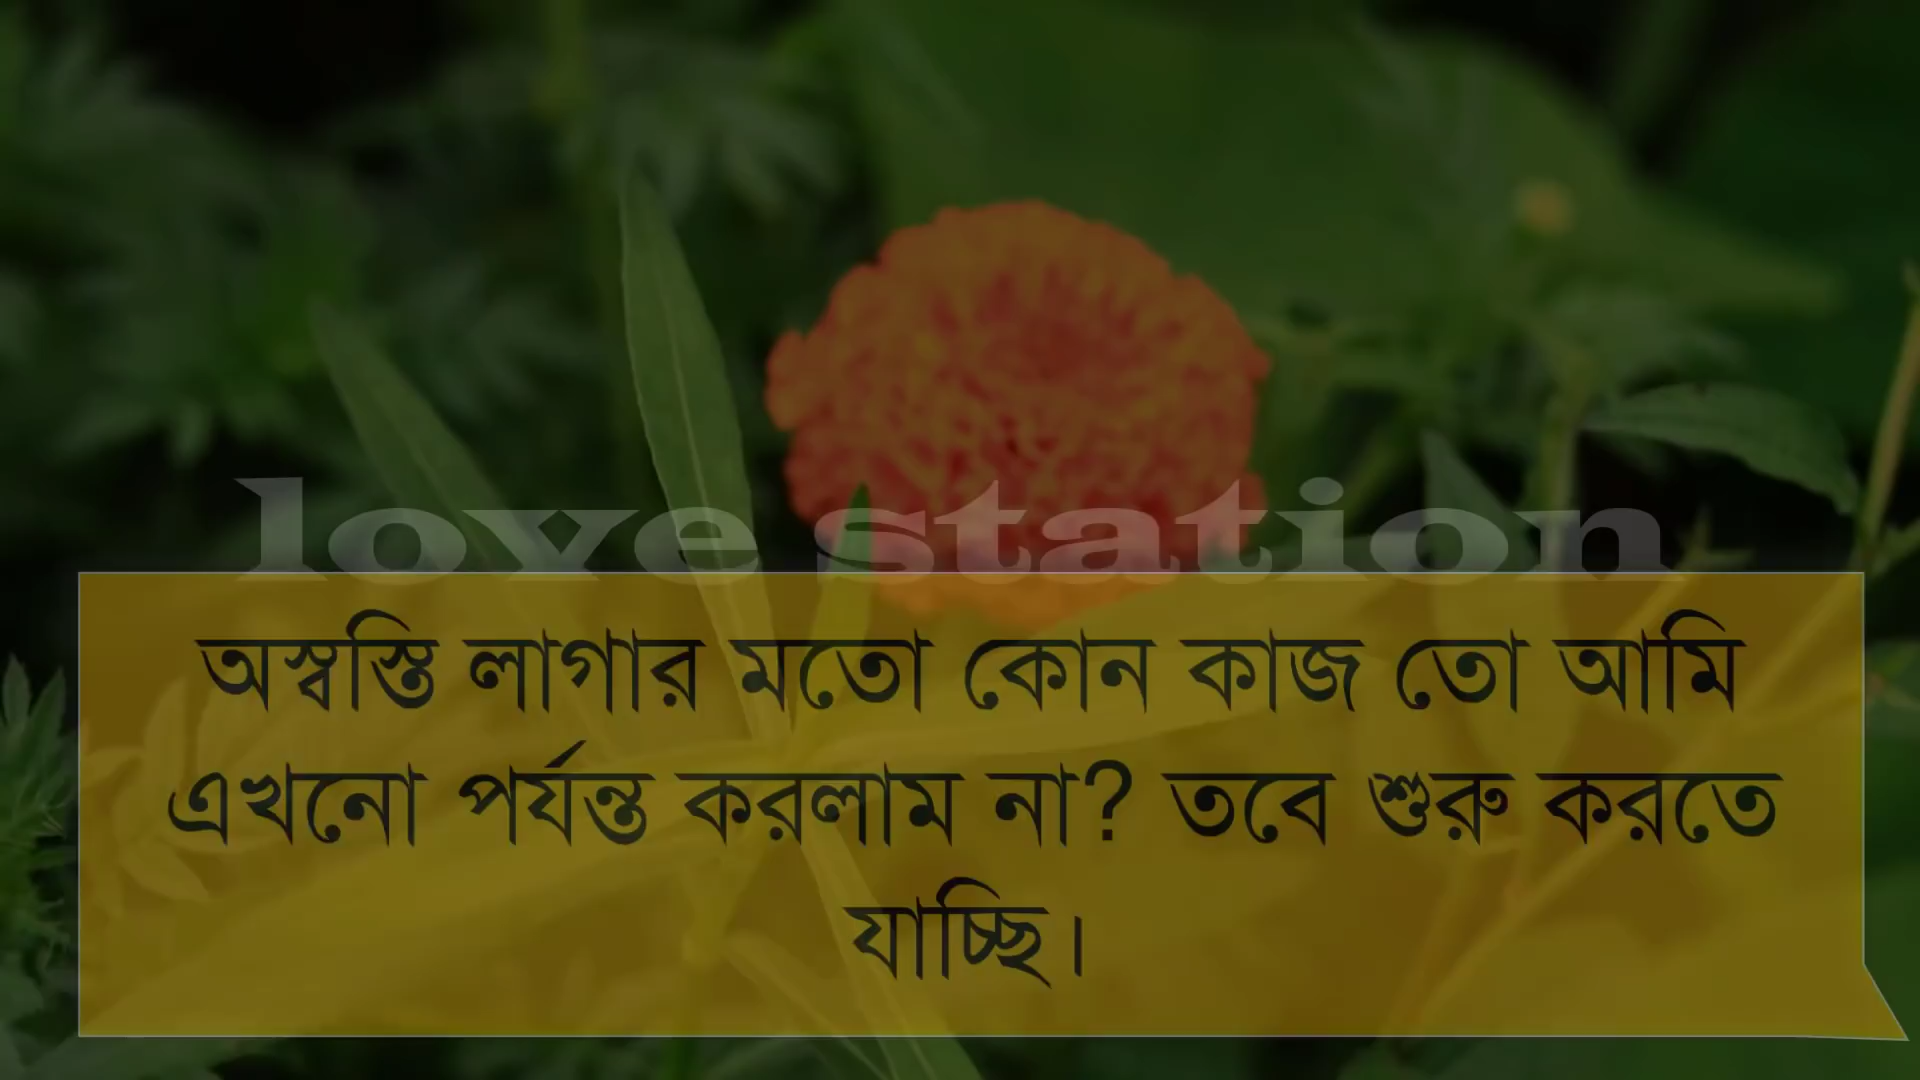 love station
অস্বস্তি লাগার মতো কোন কাজ তো আমি
এখনো পর্যন্ত করলাম না? তবে শুরু করতে
যাচ্ছি।